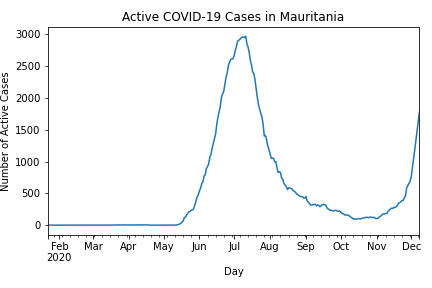 Active COVID-19 Cases in Mauritania
Number of Active Cases
3000
2500
2000
1500
1000
500
0
Feb Mar Apr May Jun Jul Aug Sep Oct Nov Dec
2020
Day